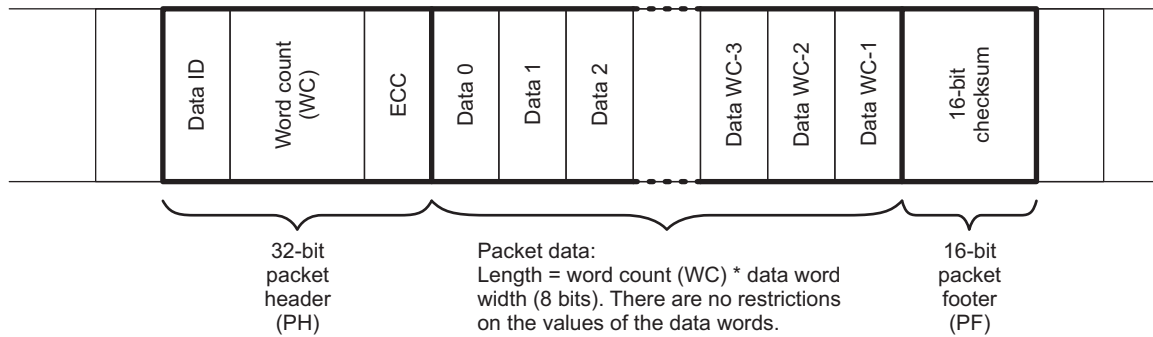 Data ID
Word count
(WC)
ECC
Data 0
Data 1
Data 2
Data WC-3
Data WC-2
Data WC-1
16-bit
checksum
32-bit
packet
header
(PH)
Packet data:
Length = word count (WC) * data word
width (8 bits). There are no restrictions
on the values of the data words.
16-bit
packet
footer
(PF)